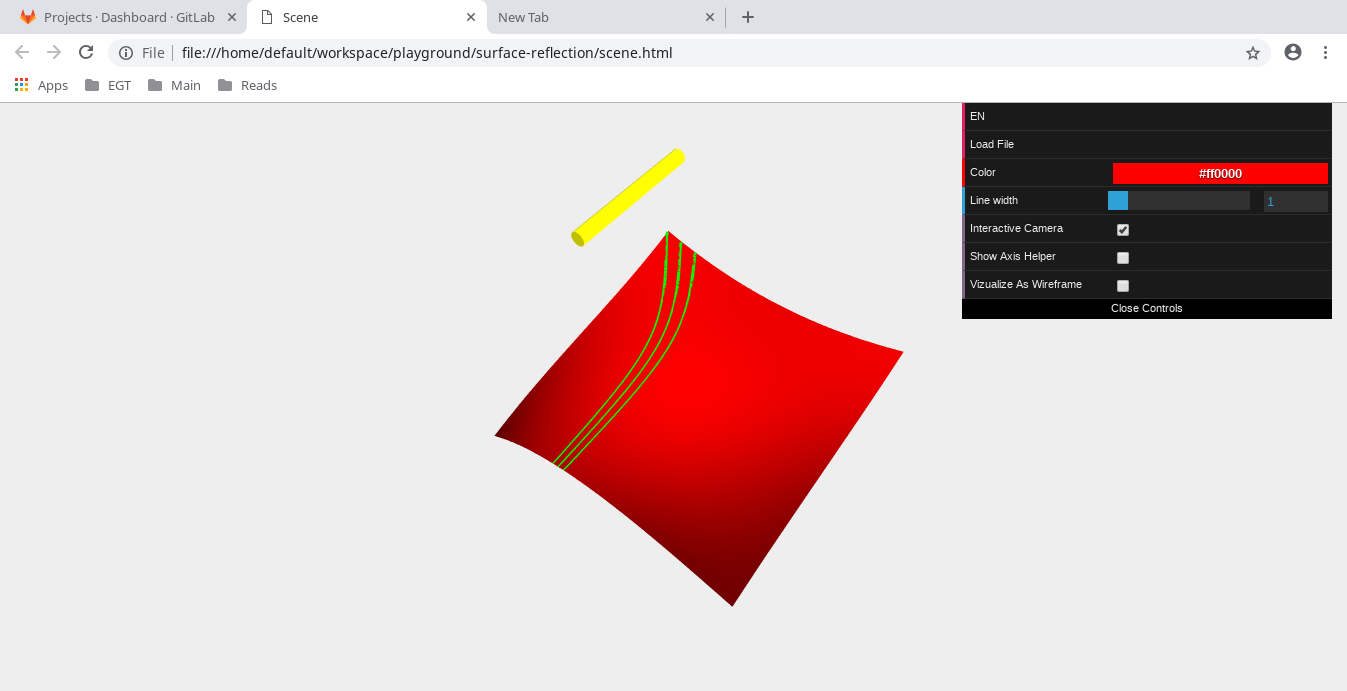 Projects · Dashboard · GitLab
Scene
New Tab
File
file:///home/default/workspace/playground/surface-reflection/scene.html
Apps
EGT
Main
Reads
EN
Load File
Color
#ff0000
Line width
1
Interactive Camera
Show Axis Helper
Vizualize As Wireframe
Close Controls